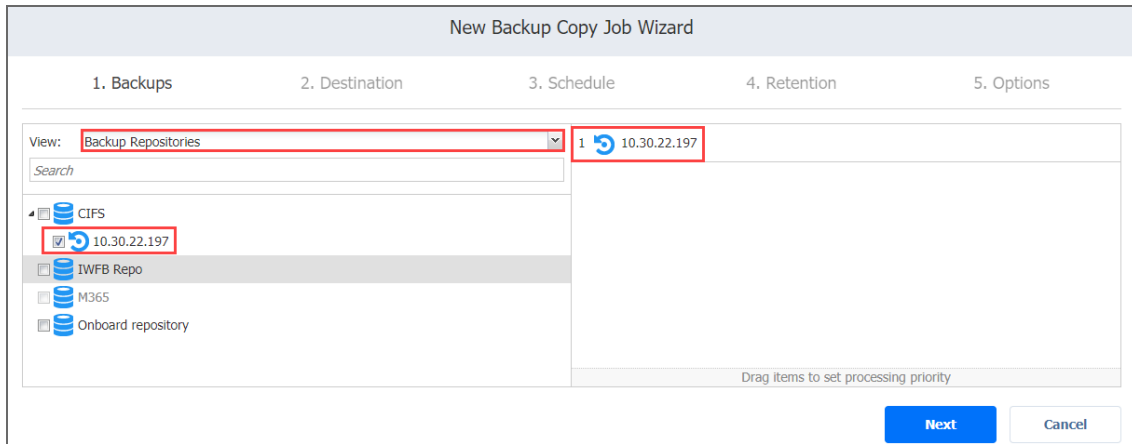 New Backup Copy Job Wizard
1. Backups 2. Destination 3. Schedule 4. Retention 5. Options
View: Backup Repositories
1 10.30.22.197
Search
CIFS
10.30.22.197
IWFB Repo
M365
Onboard repository
Drag items to set processing priority
Next Cancel